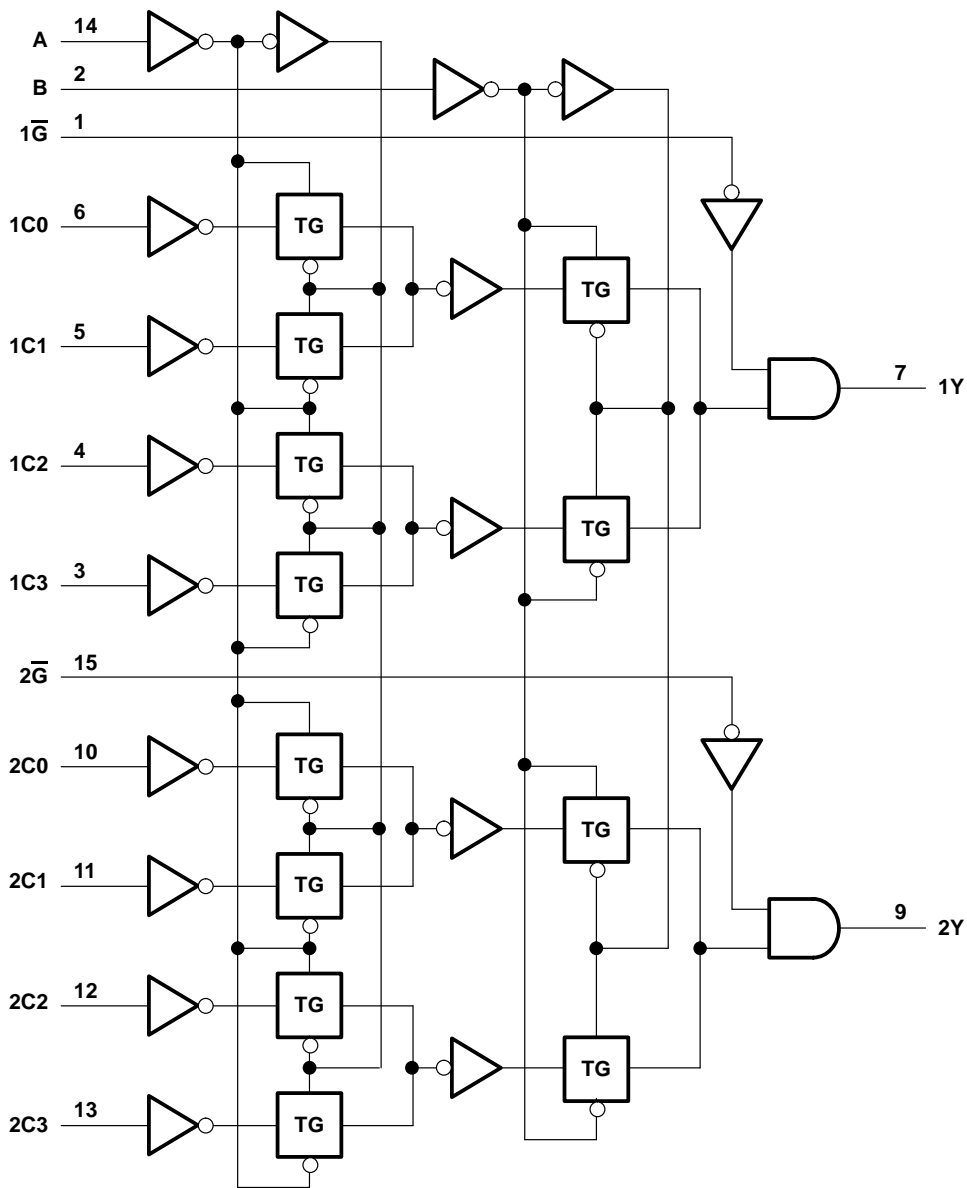 A 14
B 2
1G̅ 1
TG
1C0 6
TG
1C1 5
TG
7 1Y
TG
1C2 4
TG
TG
1C3 3
2G̅ 15
TG
2C0 10
TG
2C1 11
TG
9 2Y
TG
2C2 12
TG
TG
2C3 13